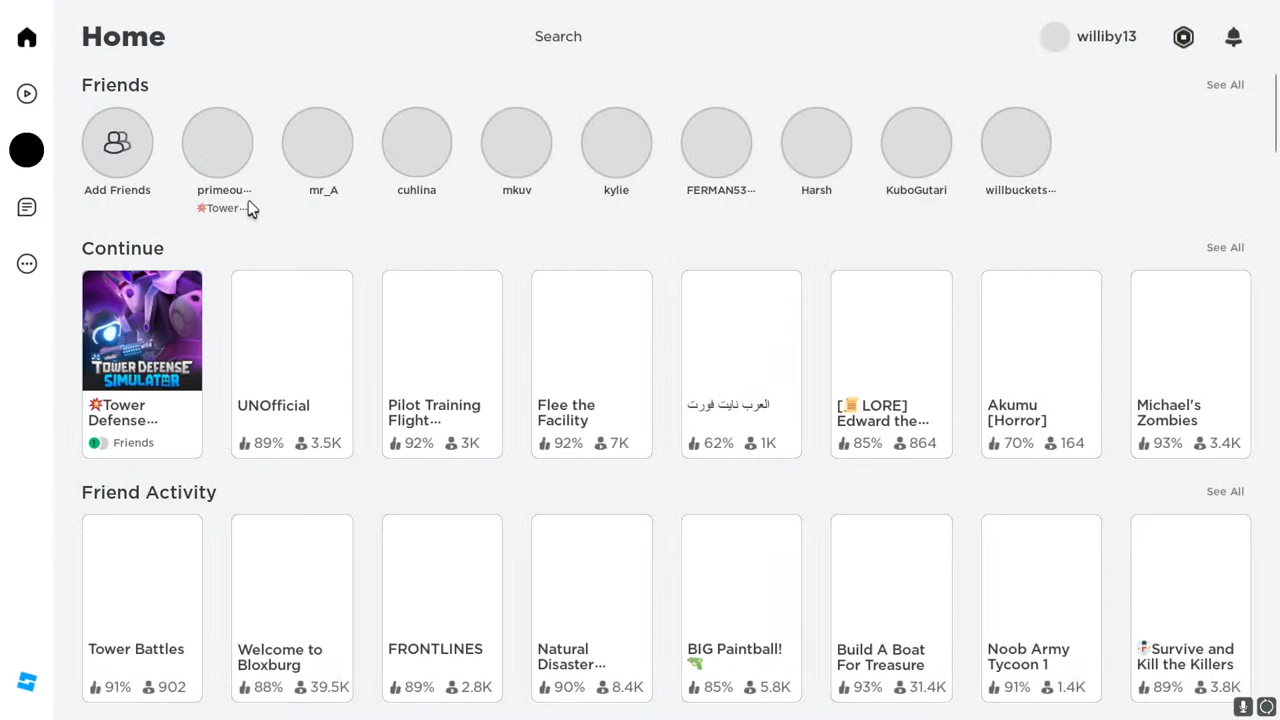 Home
Search
williby13
Friends
See All
Add Friends
primeou···
💥Tower···
mr_A
cuhlina
mkuv
kylie
FERMAN53···
Harsh
KuboGutari
willbuckets···
Continue
See All
TOWER DEFENSE
SIMULATOR
💥Tower
Defense···
1
Friends
UNOfficial
89% 3.5K
Pilot Training
Flight···
92% 3K
Flee the
Facility
92% 7K
العرب نايت فورت
62% 1K
[📜 LORE]
Edward the···
85% 864
Akumu
[Horror]
70% 164
Michael's
Zombies
93% 3.4K
Friend Activity
See All
Tower Battles
91% 902
Welcome to
Bloxburg
88% 39.5K
FRONTLINES
89% 2.8K
Natural
Disaster···
90% 8.4K
BIG Paintball!
🔫
85% 5.8K
Build A Boat
For Treasure
93% 31.4K
Noob Army
Tycoon 1
91% 1.4K
Survive and
Kill the Killers
89% 3.8K